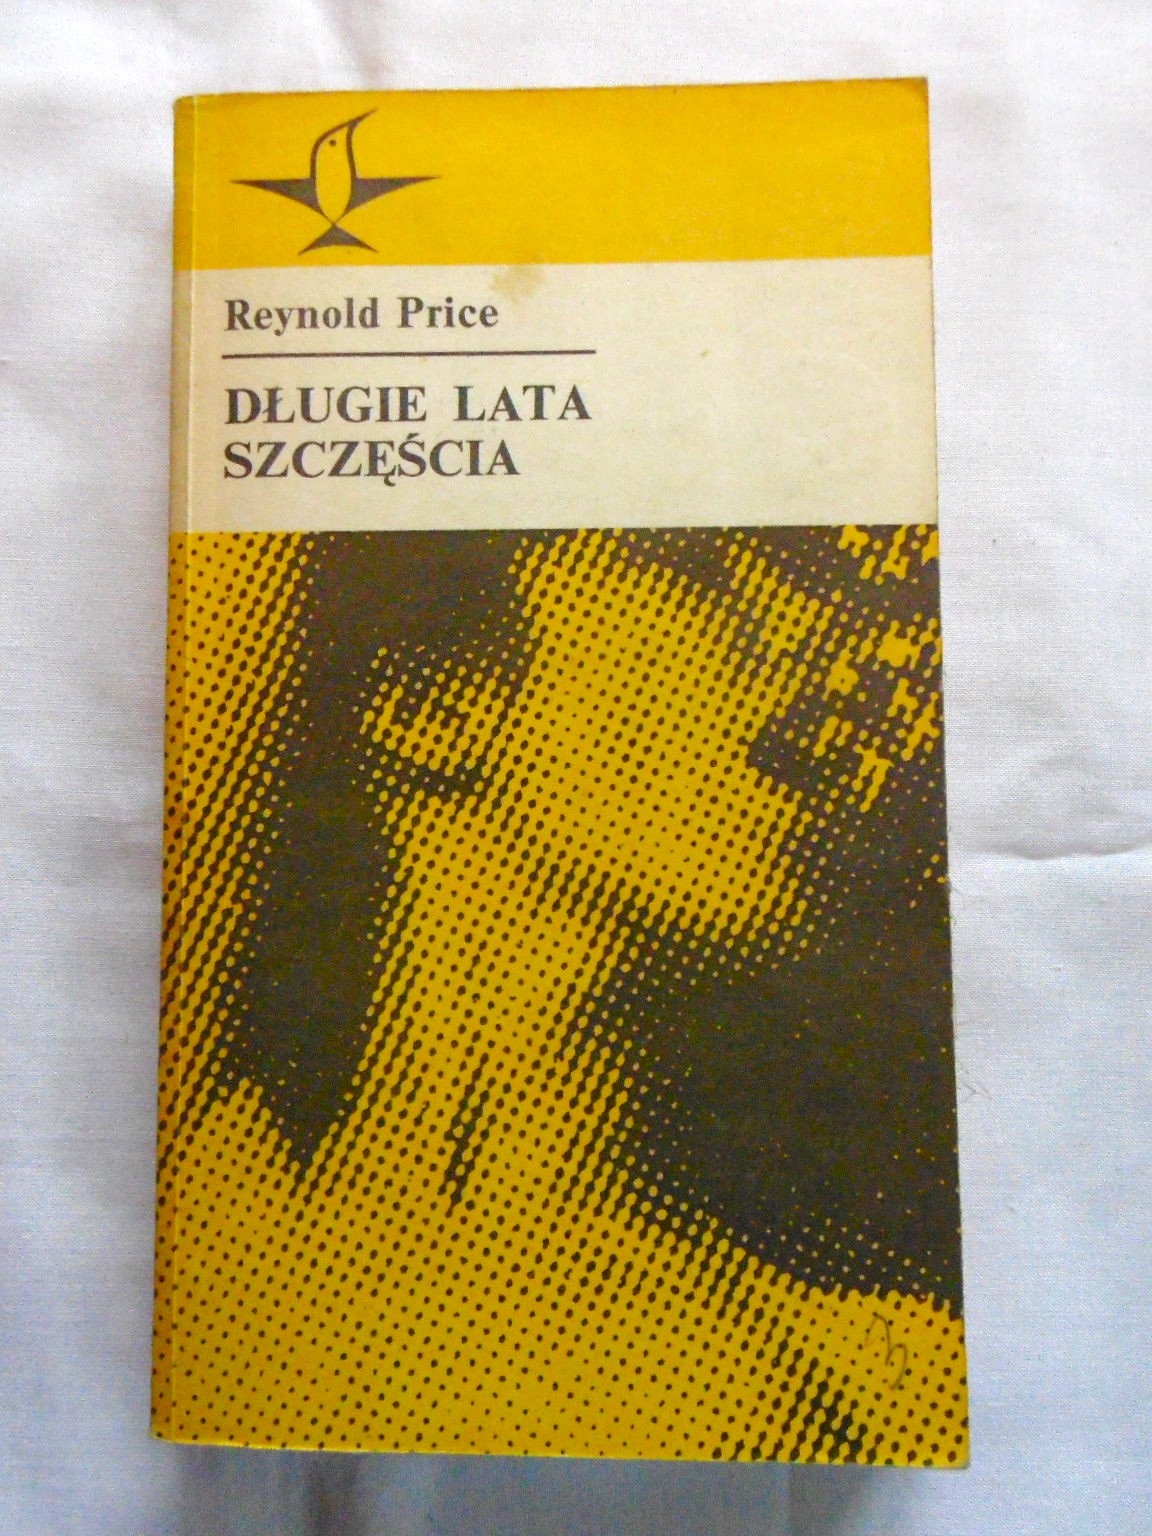 Reynold Price
DŁUGIE LATA
SZCZĘŚCIA